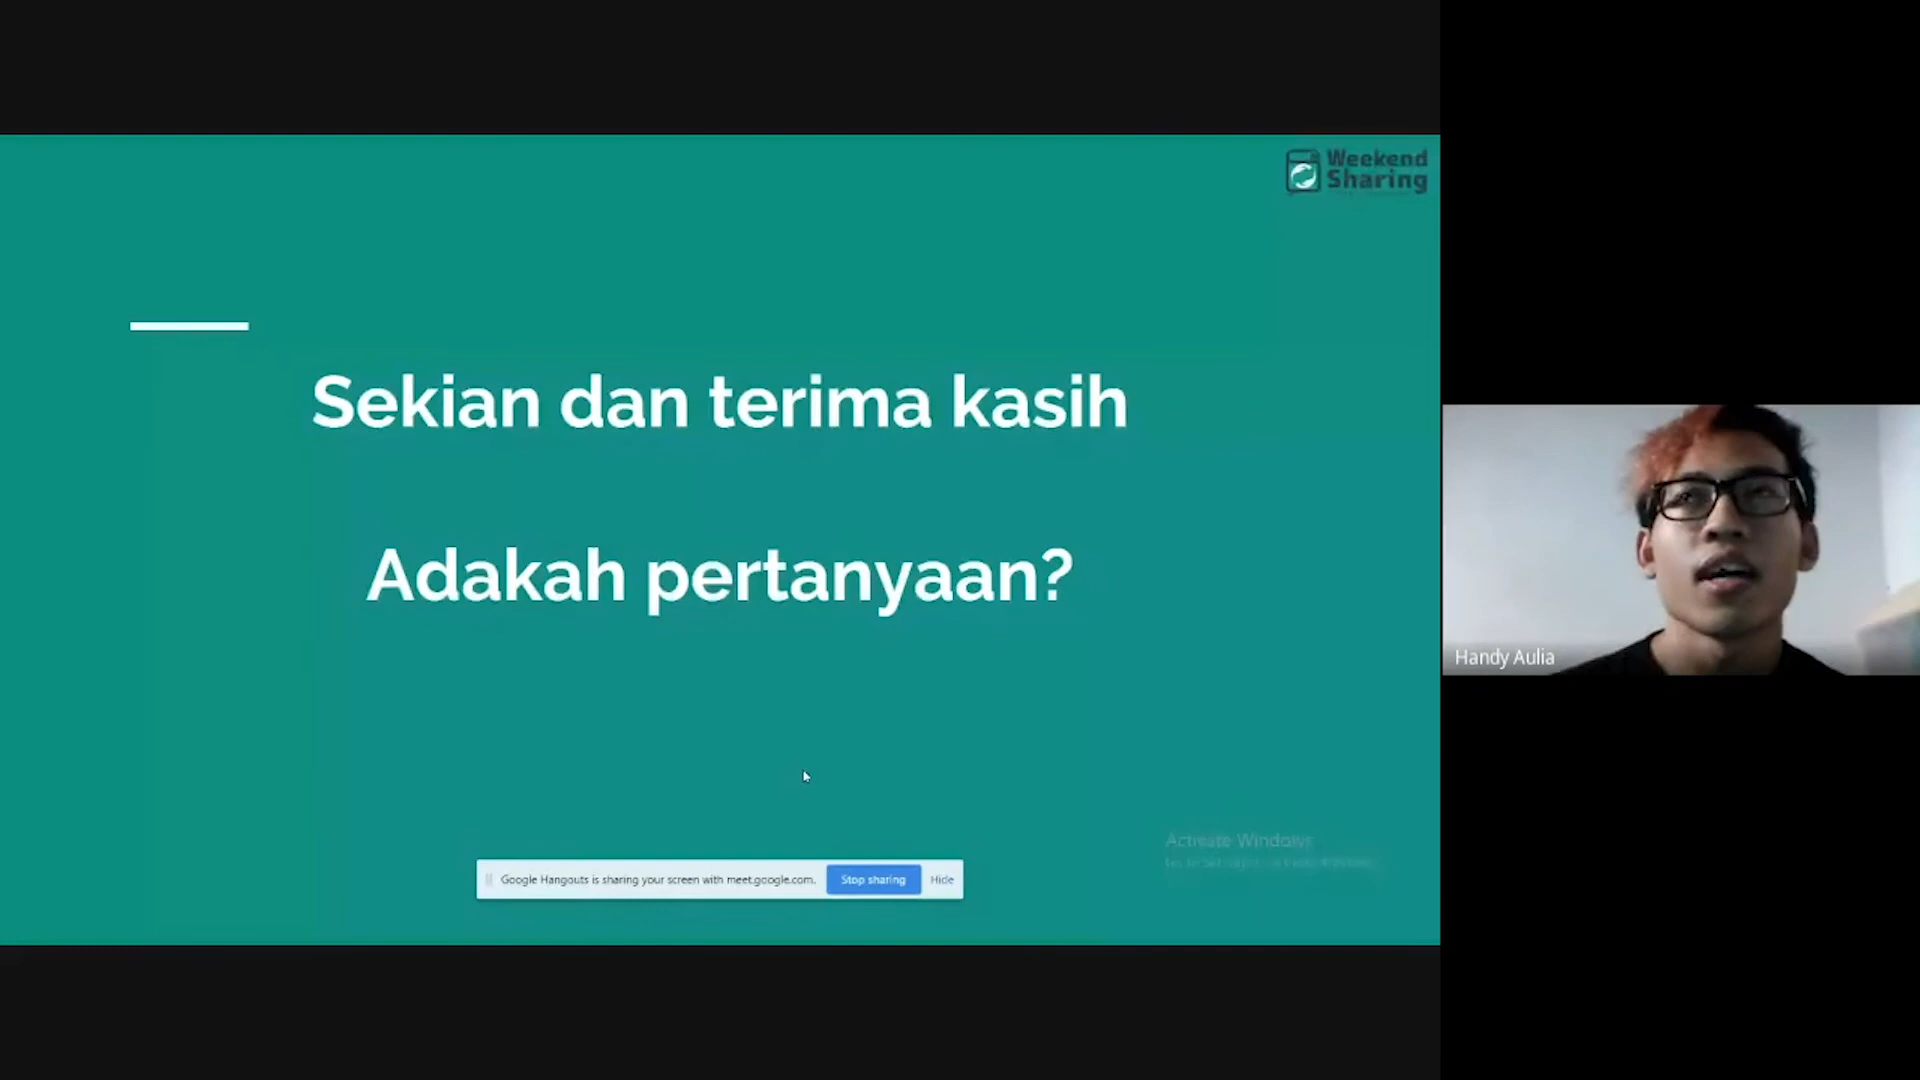 Weekend
Sharing
Sekian dan terima kasih
Adakah pertanyaan?
Handy Aulia
Activate Windows
Google Hangouts is sharing your screen with meet.google.com. Stop sharing Hide